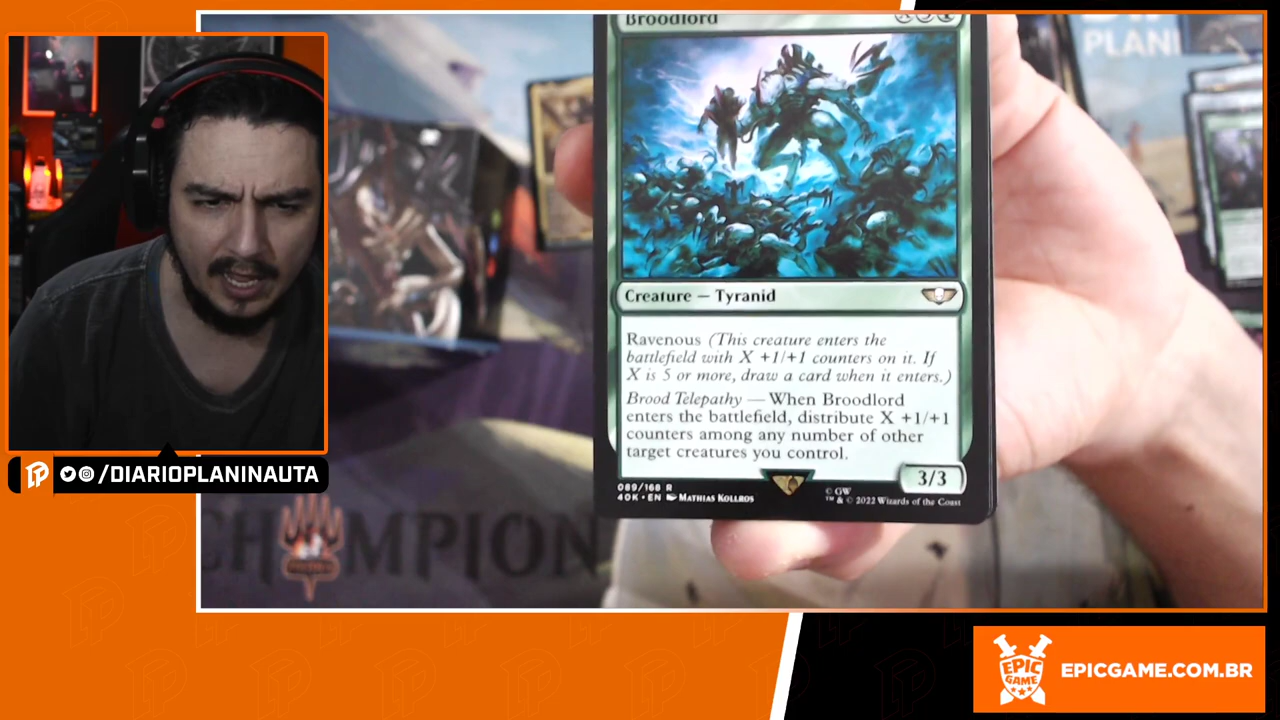 Broodlord
PLANI
Creature — Tyranid
Ravenous (This creature enters the
battlefield with X +1/+1 counters on it. If
X is 5 or more, draw a card when it enters.)
Brood Telepathy — When Broodlord
enters the battlefield, distribute X +1/+1
counters among any number of other
target creatures you control.
3/3
089/168 R
40K • EN Mathias Kollros
© GW
™ & © 2022 Wizards of the Coast
/DIARIOPLANINAUTA
CHAMPION
EPIC
GAME
EPICGAME.COM.BR